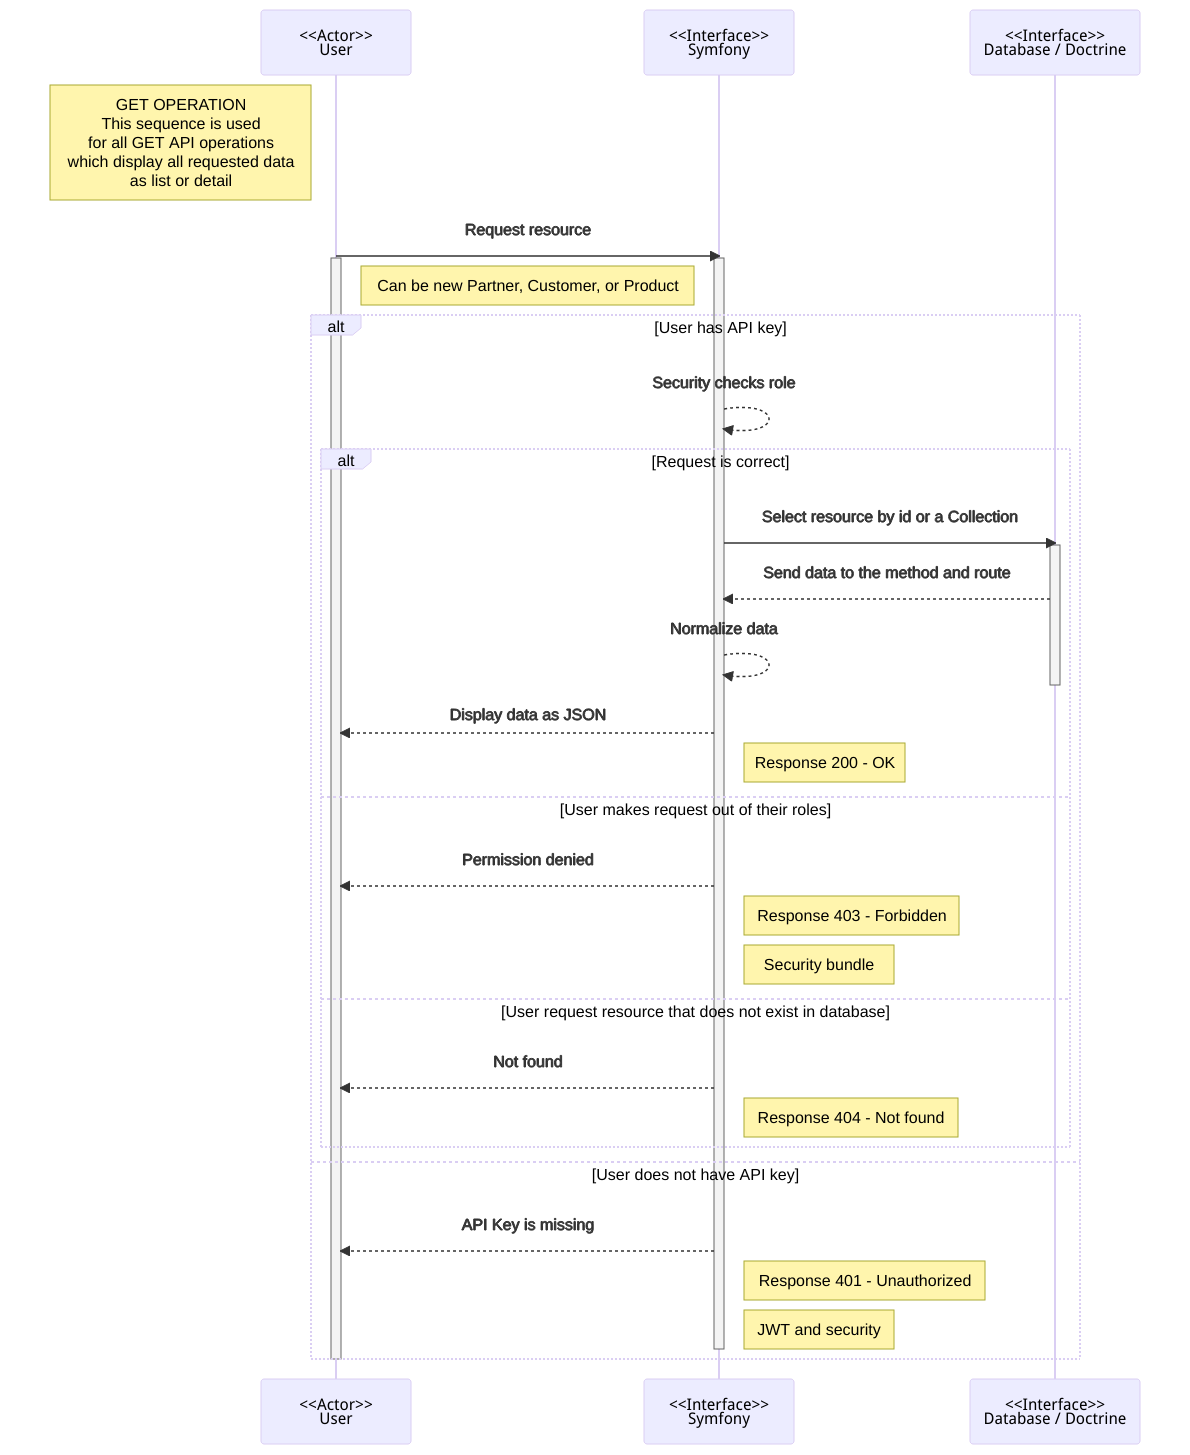 <<Actor>>
User
<<Interface>>
Symfony
<<Interface>>
Database / Doctrine
GET OPERATION
This sequence is used
for all GET API operations
which display all requested data
as list or detail
Request resource
Can be new Partner, Customer, or Product
alt
[User has API key]
Security checks role
alt
[Request is correct]
Select resource by id or a Collection
Send data to the method and route
Normalize data
Display data as JSON
Response 200 - OK
[User makes request out of their roles]
Permission denied
Response 403 - Forbidden
Security bundle
[User request resource that does not exist in database]
Not found
Response 404 - Not found
[User does not have API key]
API Key is missing
Response 401 - Unauthorized
JWT and security
<<Actor>>
User
<<Interface>>
Symfony
<<Interface>>
Database / Doctrine